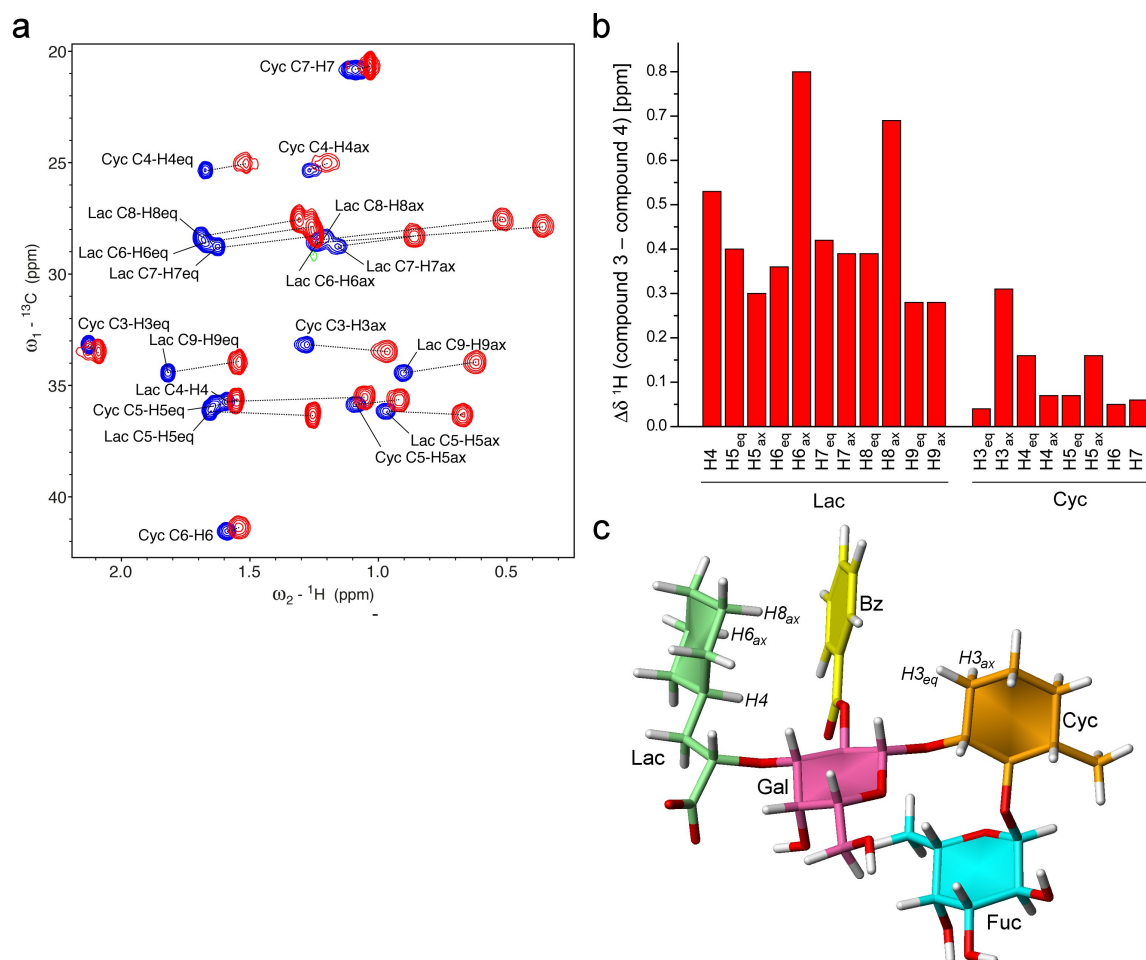 a
20
25
30
35
40
ω1 - 13C (ppm)
Cyc C7-H7
Cyc C4-H4eq
Cyc C4-H4ax
Lac C8-H8eq
Lac C8-H8ax
Lac C6-H6eq
Lac C7-H7eq
Lac C7-H7ax
Lac C6-H6ax
Cyc C3-H3eq
Cyc C3-H3ax
Lac C9-H9eq
Lac C9-H9ax
Lac C4-H4
Cyc C5-H5eq
Lac C5-H5eq
Lac C5-H5ax
Cyc C5-H5ax
Cyc C6-H6
2.0 1.5 1.0 0.5
ω2 - 1H (ppm)
-
b
0.8
0.7
0.6
0.5
0.4
0.3
0.2
0.1
0.0
Δδ 1H (compound 3 – compound 4) [ppm]
H4 H5eq H5ax H6eq H6ax H7eq H7ax H8eq H8ax H9eq H9ax H3eq H3ax H4eq H4ax H5eq H5ax H6 H7
Lac Cyc
c
Bz
H8ax
H6ax
H3ax
H3eq
H4
Cyc
Lac
Gal
Fuc